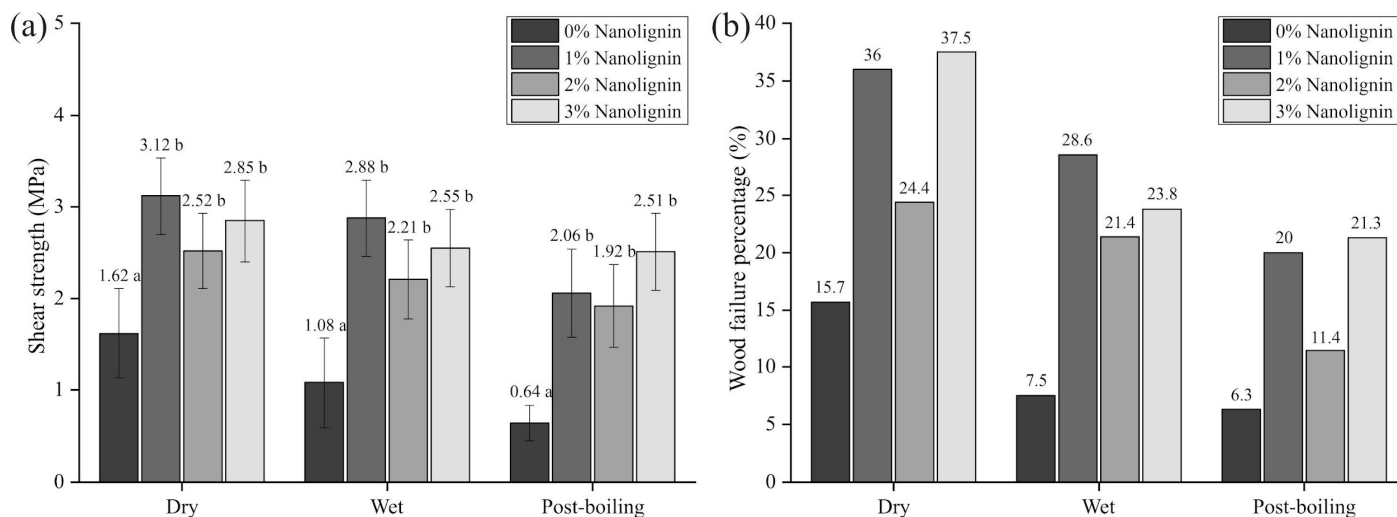 (a)
Shear strength (MPa)
5
4
3
2
1
0
0% Nanolignin
1% Nanolignin
2% Nanolignin
3% Nanolignin
1.62 a
3.12 b
2.52 b
2.85 b
1.08 a
2.88 b
2.21 b
2.55 b
0.64 a
2.06 b
1.92 b
2.51 b
Dry
Wet
Post-boiling
(b)
Wood failure percentage (%)
40
35
30
25
20
15
10
5
0
0% Nanolignin
1% Nanolignin
2% Nanolignin
3% Nanolignin
15.7
36
24.4
37.5
7.5
28.6
21.4
23.8
6.3
20
11.4
21.3
Dry
Wet
Post-boiling